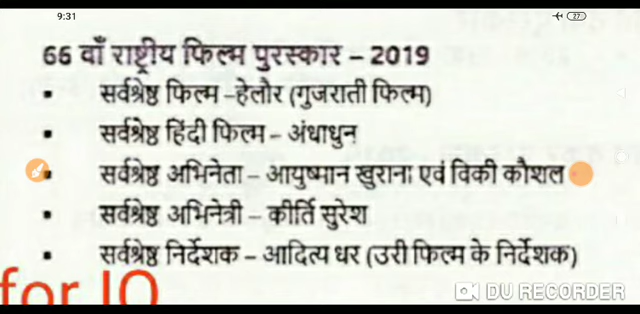 9:31
27
66 वाँ राष्ट्रीय फिल्म पुरस्कार – 2019
▪ सर्वश्रेष्ठ फिल्म –हेलोर (गुजराती फिल्म)
▪ सर्वश्रेष्ठ हिंदी फिल्म – अंधाधुन
▪ सर्वश्रेष्ठ अभिनेता – आयुष्मान खुराना एवं विकी कौशल
▪ सर्वश्रेष्ठ अभिनेत्री – कीर्ति सुरेश
▪ सर्वश्रेष्ठ निर्देशक – आदित्य धर (उरी फिल्म के निर्देशक)
for IO
DU RECORDER